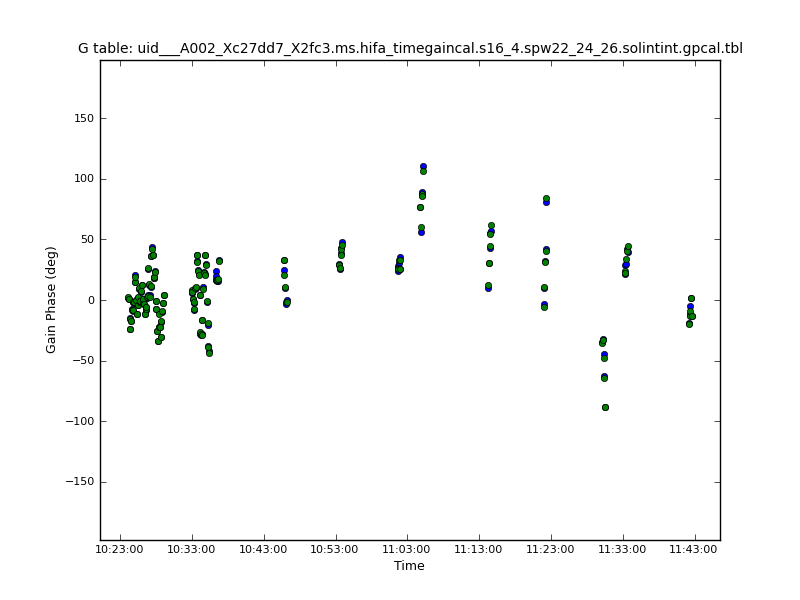 G table: uid___A002_Xc27dd7_X2fc3.ms.hifa_timegaincal.s16_4.spw22_24_26.solintint.gpcal.tbl
Gain Phase (deg)
150
100
50
0
−50
−100
−150
10:23:00 10:33:00 10:43:00 10:53:00 11:03:00 11:13:00 11:23:00 11:33:00 11:43:00
Time